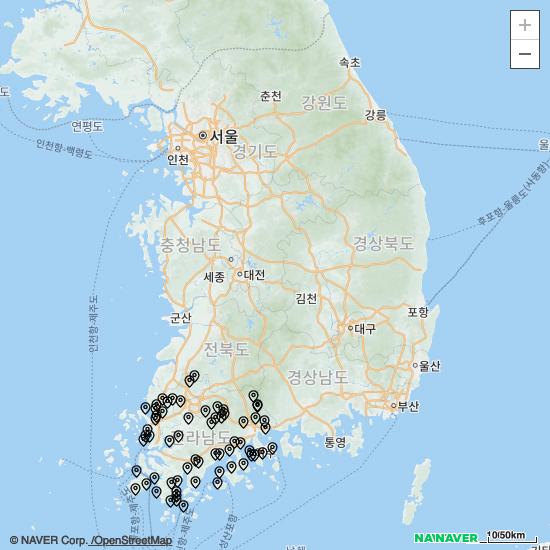 속초
춘천
강원도
강릉
도
연평도
서울
울
인천
경기도
인천항-백령도
후포항-울릉도(사동항)
충청남도
경상북도
세종
대전
김천
인천항-제주도
군산
포항
대구
전북도
울산
경상남도
부산
라남도
통영
수
© NAVER Corp. /OpenStreetMap
NAVER
10/50km